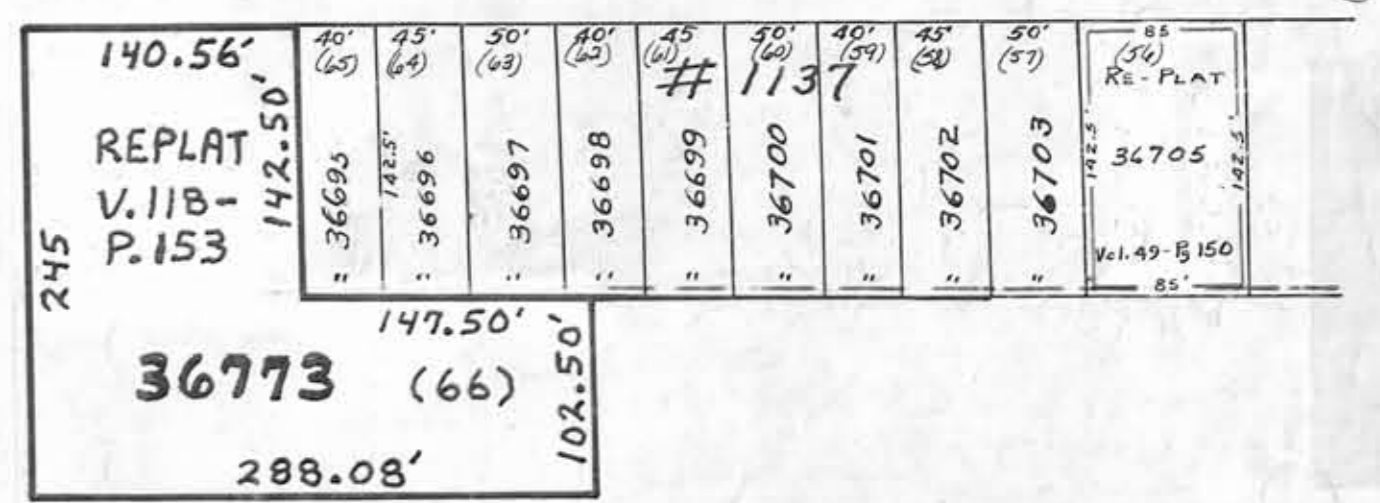 140.56'
REPLAT
V.118-
P.153
245
142.50'
147.50'
36773 (66)
102.50'
288.08'
40' 45' 50' 40' 45 50' 40' 45' 50'
(65) (64) (63) (62) (61) (60) (59) (58) (57)
# 1137
142.5'
36695 36696 36697 36698 36699 36700 36701 36702 36703
" " " " " " " " "
85
(56)
RE-PLAT
142.5'
36705
142.5'
Vol. 49-Pg 150
85'